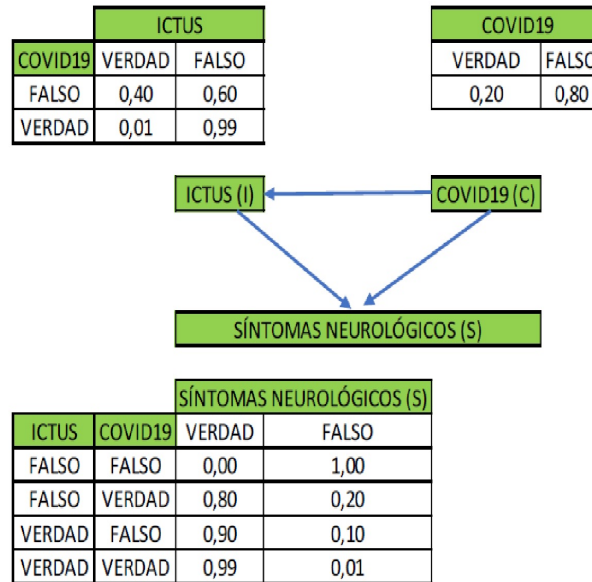 ICTUS
COVID19 VERDAD FALSO
FALSO 0,40 0,60
VERDAD 0,01 0,99
COVID19
VERDAD FALSO
0,20 0,80
ICTUS (I) COVID19 (C)
SÍNTOMAS NEUROLÓGICOS (S)
SÍNTOMAS NEUROLÓGICOS (S)
ICTUS COVID19 VERDAD FALSO
FALSO FALSO 0,00 1,00
FALSO VERDAD 0,80 0,20
VERDAD FALSO 0,90 0,10
VERDAD VERDAD 0,99 0,01